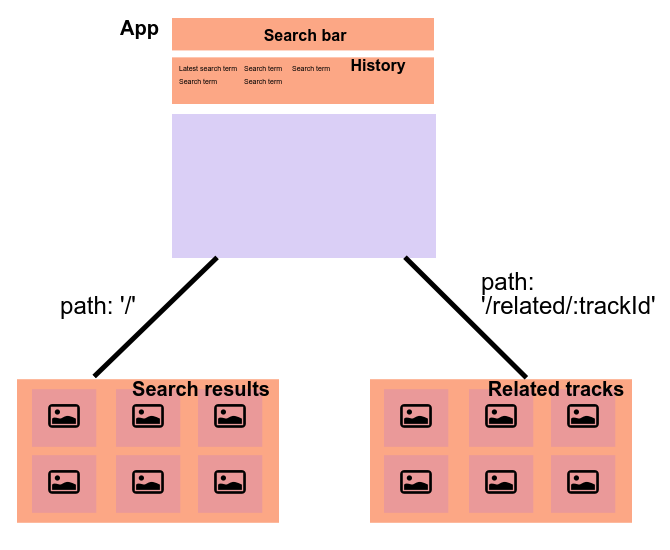 App
Search bar
History
Latest search term Search term Search term
Search term Search term
path: '/'
path:
'/related/:trackId'
Search results
Related tracks